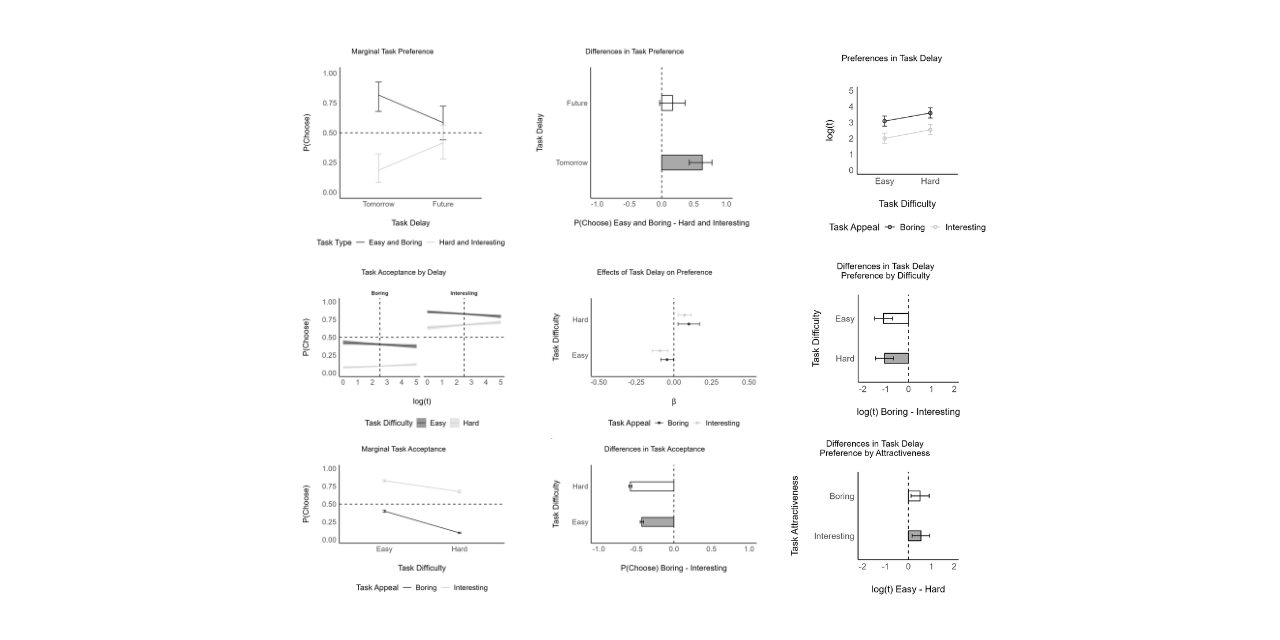 Marginal Task Preference
1.00
0.75
0.50
0.25
0.00
P(Choose)
Tomorrow Future
Task Delay
Task Type Easy and Boring Hard and Interesting
Differences in Task Preference
Task Delay
Future
Tomorrow
-1.0 -0.5 0.0 0.5 1.0
P(Choose) Easy and Boring - Hard and Interesting
Preferences in Task Delay
5
4
3
2
1
0
log(t)
Easy Hard
Task Difficulty
Task Appeal Boring Interesting
Task Acceptance by Delay
Boring Interesting
1.00
0.75
0.50
0.25
0.00
P(Choose)
0 1 2 3 4 5 0 1 2 3 4 5
log(t)
Task Difficulty Easy Hard
Effects of Task Delay on Preference
Task Difficulty
Hard
Easy
-0.50 -0.25 0.00 0.25 0.50
β
Task Appeal Boring Interesting
Differences in Task Delay
Preference by Difficulty
Task Difficulty
Easy
Hard
-2 -1 0 1 2
log(t) Boring - Interesting
Marginal Task Acceptance
1.00
0.75
0.50
0.25
0.00
P(Choose)
Easy Hard
Task Difficulty
Task Appeal Boring Interesting
Differences in Task Acceptance
Task Difficulty
Hard
Easy
-1.0 -0.5 0.0 0.5 1.0
P(Choose) Boring - Interesting
Differences in Task Delay
Preference by Attractiveness
Task Attractiveness
Boring
Interesting
-2 -1 0 1 2
log(t) Easy - Hard